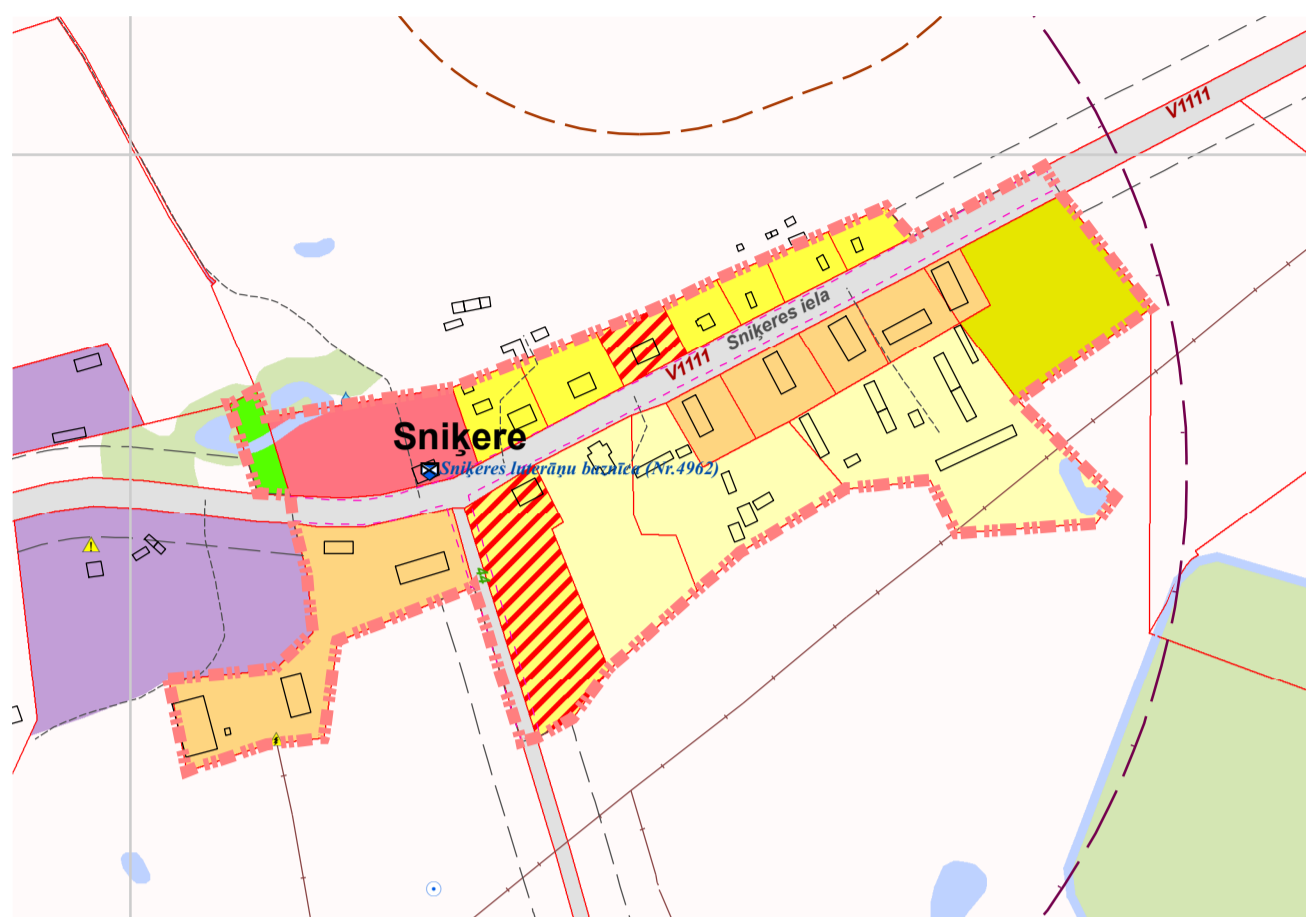 V1111
Sniķeres iela
V1111
Sniķere
Sniķeres luterāņu baznīca (Nr.4962)